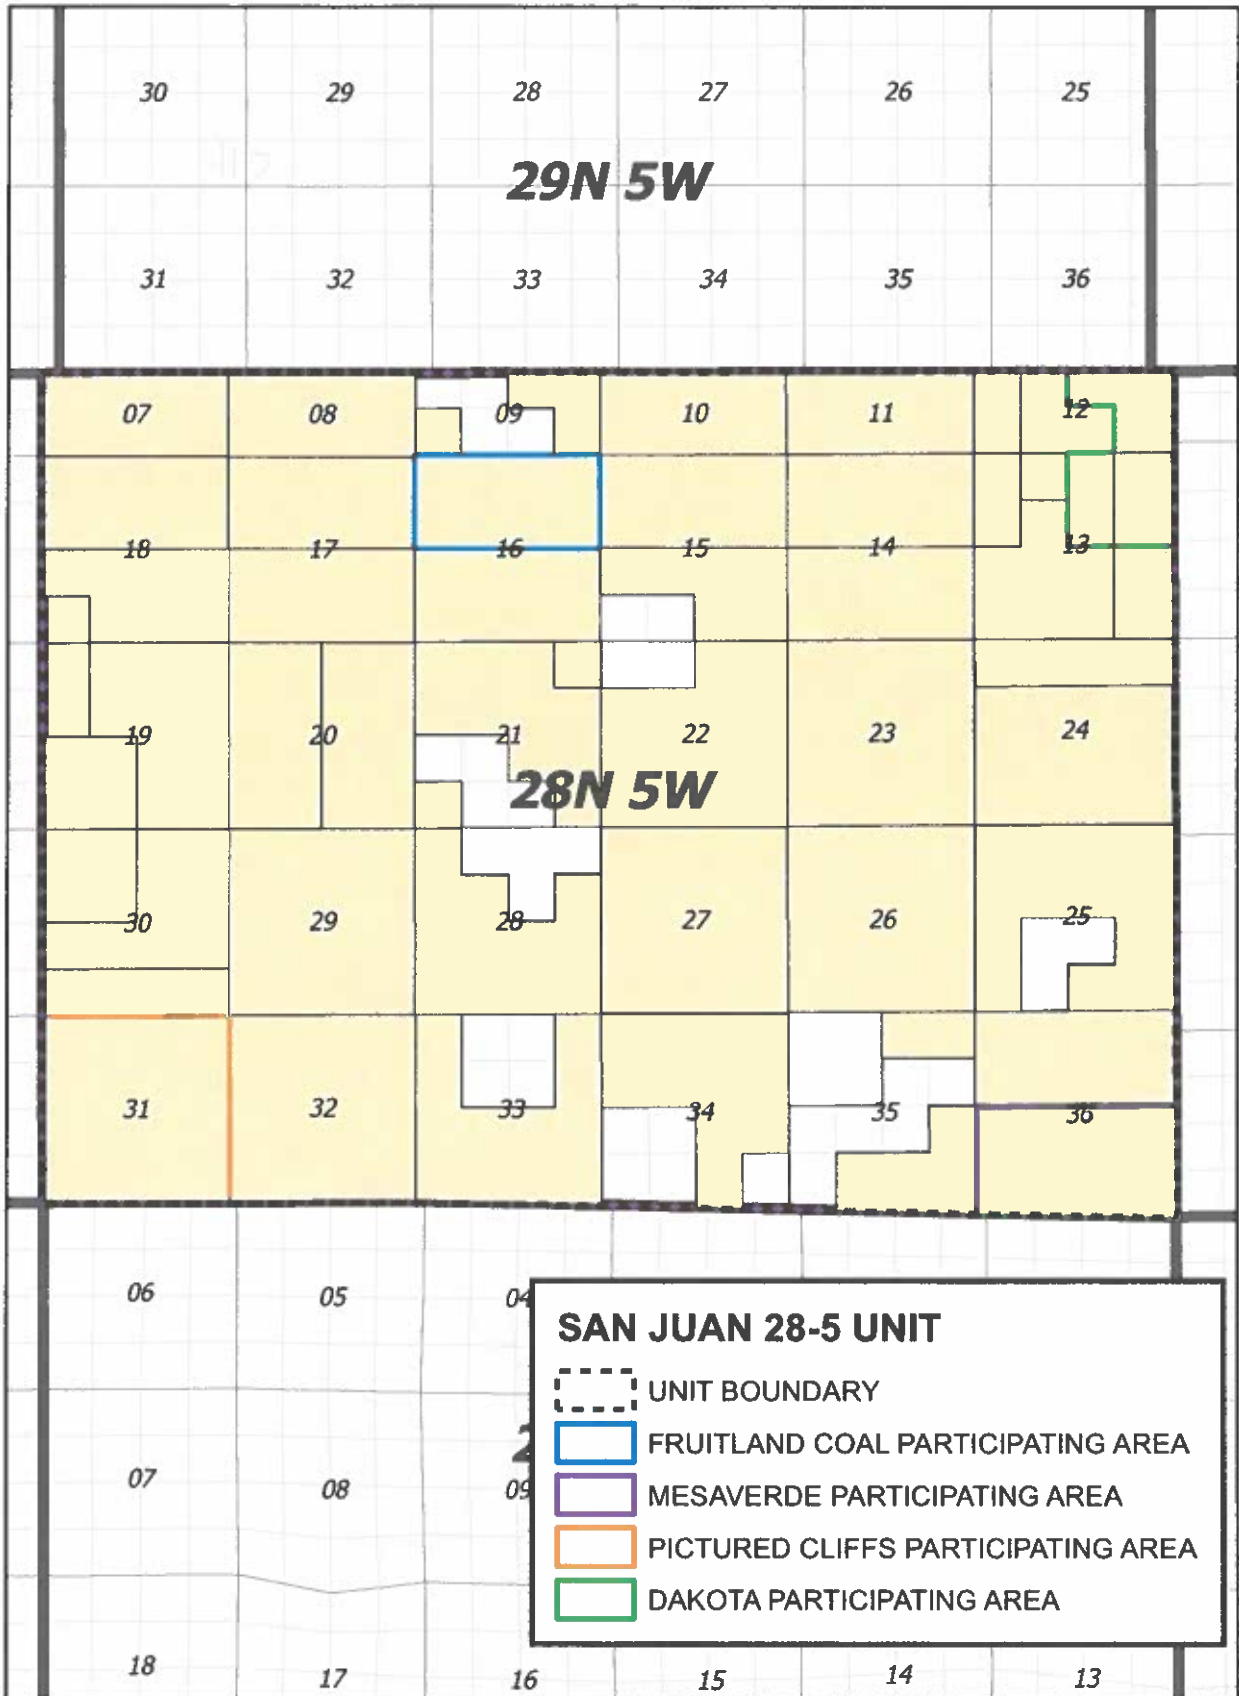 30 29 28 27 26 25
29N 5W
31 32 33 34 35 36
07 08 09 10 11 12
18 17 16 15 14 13
19 20 21 22 23 24
28N 5W
30 29 28 27 26 25
31 32 33 34 35 36
06 05 04
SAN JUAN 28-5 UNIT
UNIT BOUNDARY
FRUITLAND COAL PARTICIPATING AREA
07 08 09
MESAVERDE PARTICIPATING AREA
PICTURED CLIFFS PARTICIPATING AREA
DAKOTA PARTICIPATING AREA
18 17 16 15 14 13